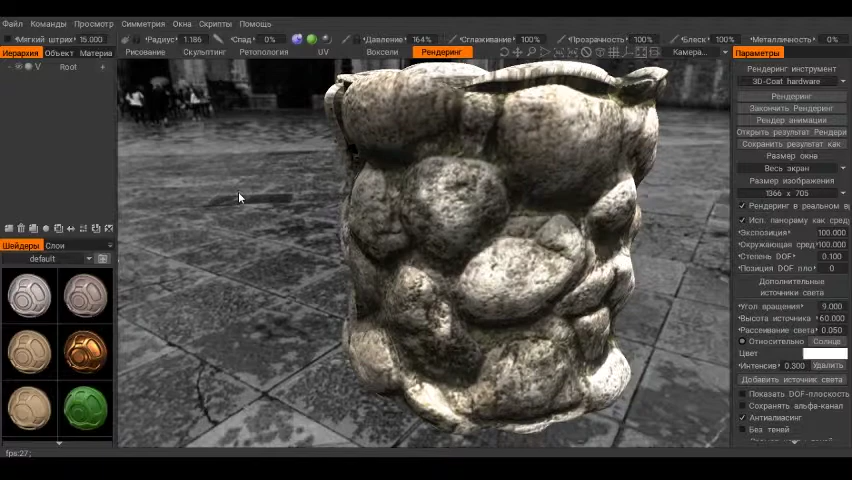 Файл Команды Просмотр Симметрия Окна Скрипты Помощь
Мягкий штрих 15.000 Радиус 1.186 Спад 0% Давление 164% Сглаживание 100% Прозрачность 100% Блеск 100% Металличность 0%
Иерархия Объект Материа Рисование Скульптинг Ретопология UV Воксели Рендеринг Камера... Параметры
V Root +
Рендеринг инструмент
3D-Coat hardware
Рендеринг
Закончить Рендеринг
Рендер анимации
Открыть результат Рендери
Сохранить результат как
Размер окна
Весь экран
Размер изображения
1366 x 705
Рендеринг в реальном в
Исп. панораму как сред
Экспозиция 100.000
Окружающая сред 100.000
Степень DOF 0.100
Позиция DOF пло 0
Дополнительные
источники света
Угол вращения 9.000
Высота источника 60.000
Рассеивание света 0.050
Относительно Солнце
Цвет
Интенсив 0.300 Удалить
Добавить источник света
Показать DOF-плоскость
Сохранять альфа-канал
Антиалиасинг
Без теней
Шейдеры Слои
default
fps:27;